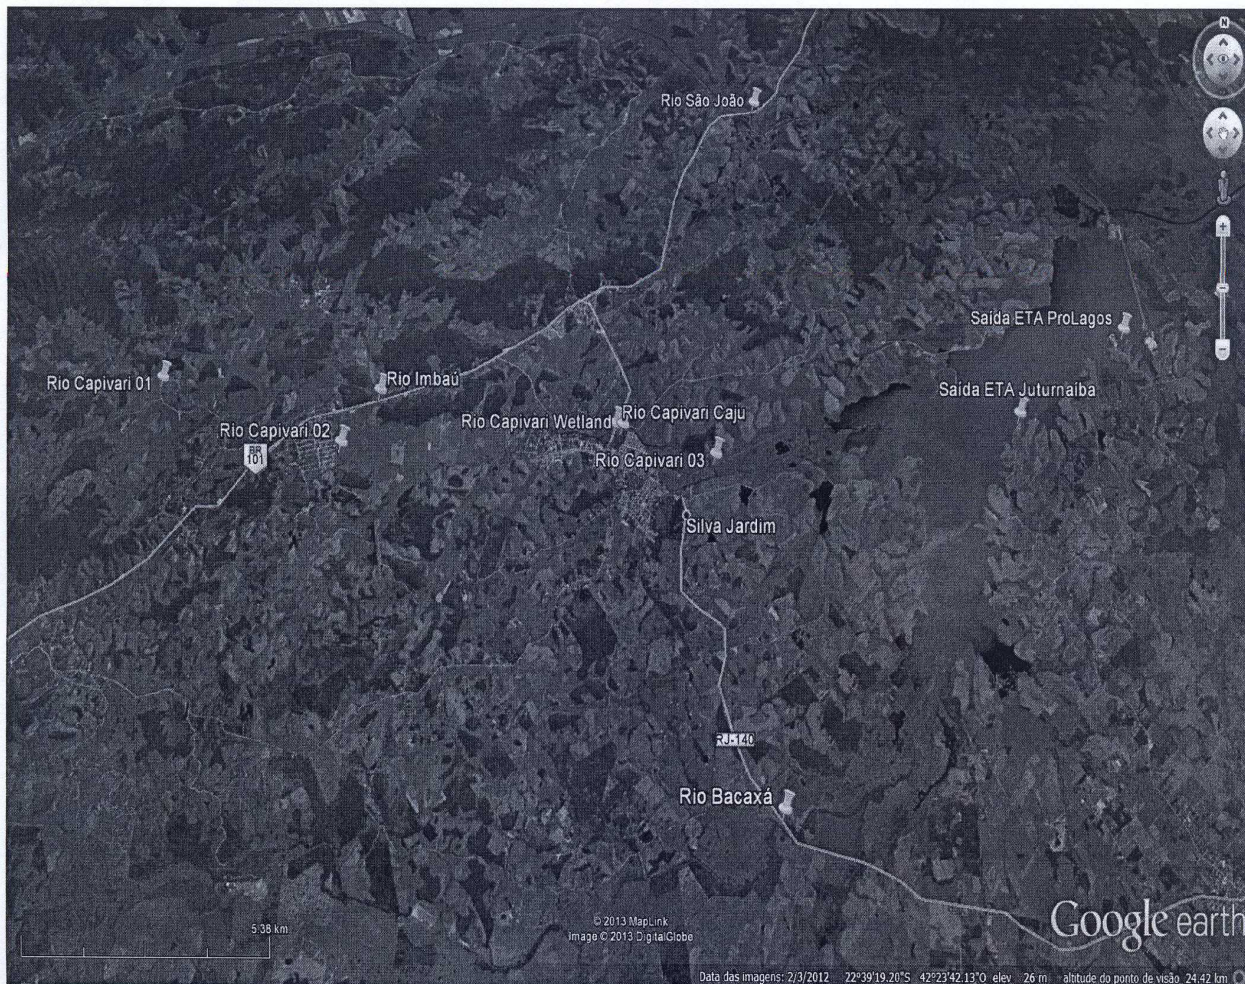 N
Rio São João
Saída ETA ProLagos
Rio Capivari 01
Rio Imbaú
Saída ETA Juturnaiba
Rio Capivari Wetland
Rio Capivari Caju
Rio Capivari 02
BR
101
Rio Capivari 03
Silva Jardim
RJ-140
Rio Bacaxá
© 2013 MapLink
Image © 2013 DigitalGlobe
5.38 km
Google earth
Data das imagens: 2/3/2012 22°39'19.20"S 42°23'42.13"O elev 26 m altitude do ponto de visão 24.42 km